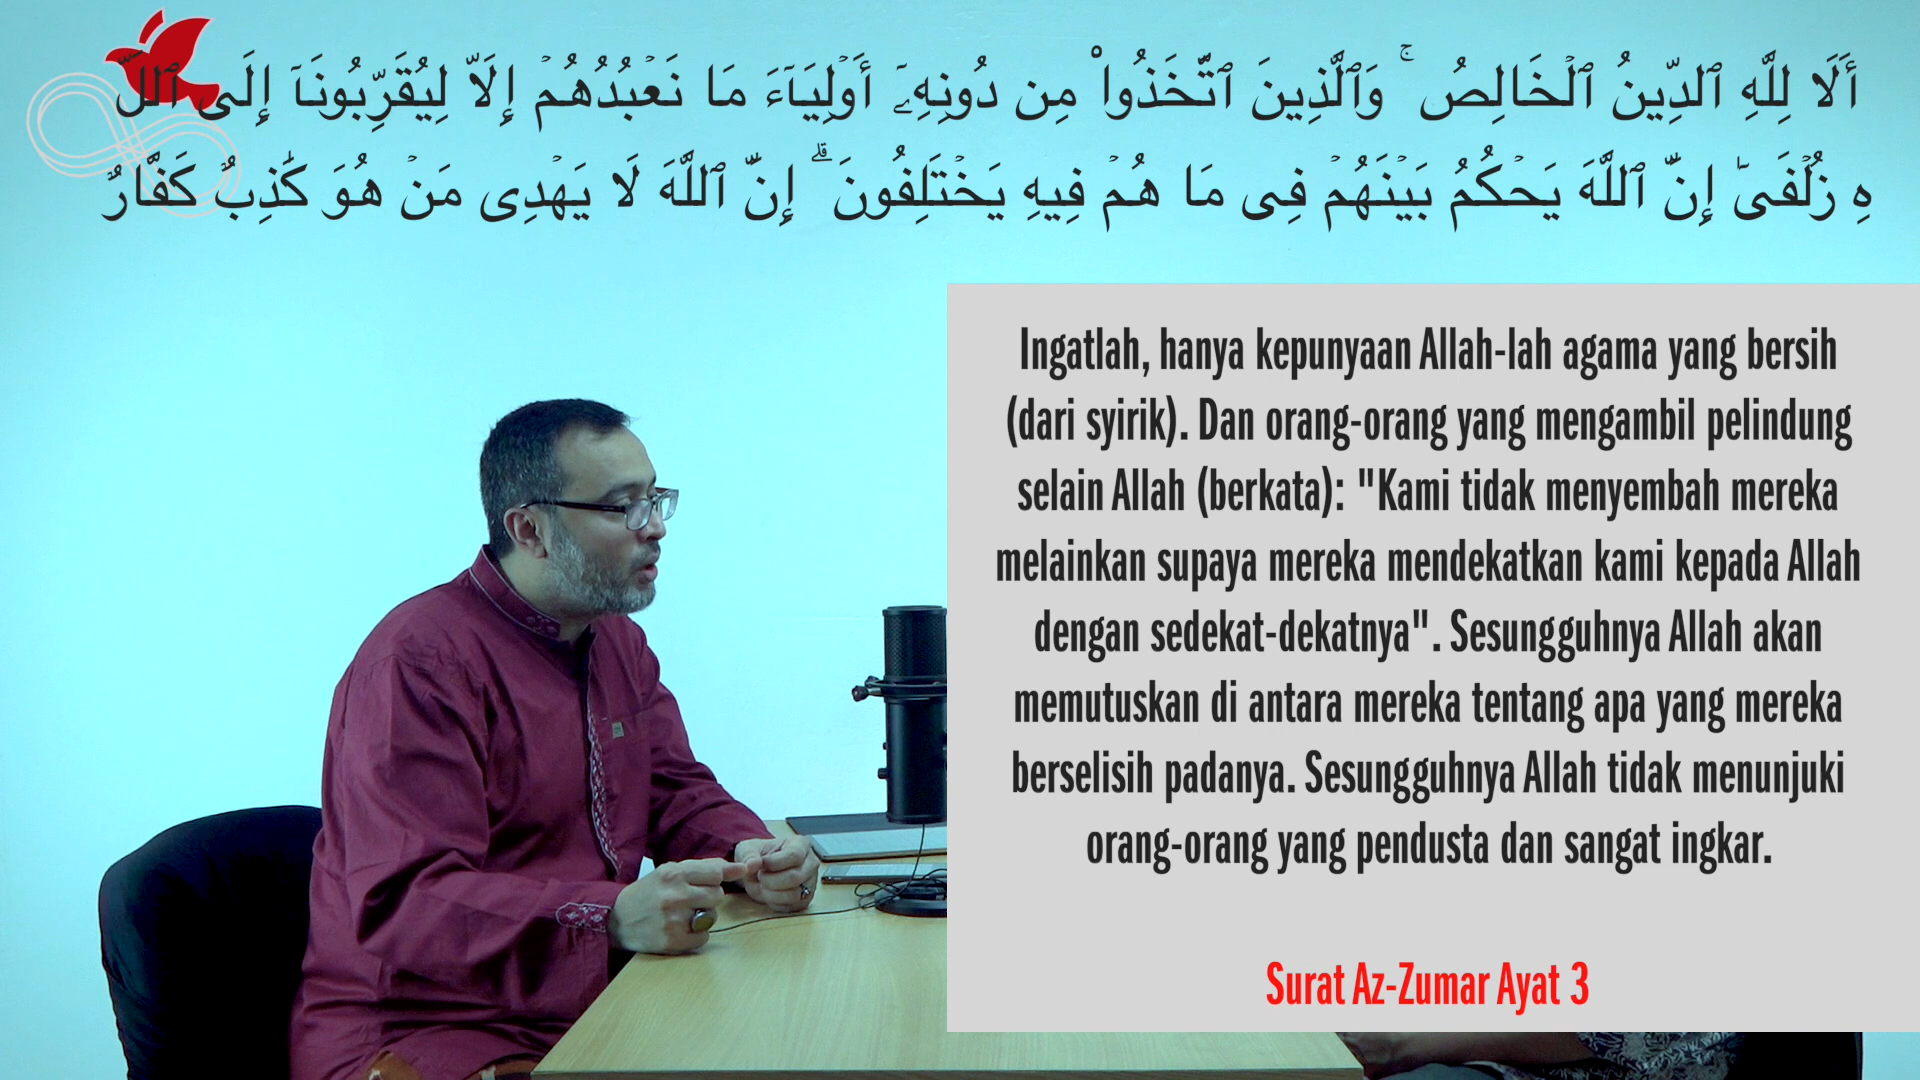 أَلَا لِلَّهِ ٱلدِّينُ ٱلْخَالِصُ ۚ وَٱلَّذِينَ ٱتَّخَذُوا۟ مِن دُونِهِۦٓ أَوْلِيَآءَ مَا نَعْبُدُهُمْ إِلَّا لِيُقَرِّبُونَآ إِلَى ٱللَّ
هِ زُلْفَىٰٓ إِنَّ ٱللَّهَ يَحْكُمُ بَيْنَهُمْ فِى مَا هُمْ فِيهِ يَخْتَلِفُونَ ۗ إِنَّ ٱللَّهَ لَا يَهْدِى مَنْ هُوَ كَٰذِبٌ كَفَّارٌ
Ingatlah, hanya kepunyaan Allah-lah agama yang bersih
(dari syirik). Dan orang-orang yang mengambil pelindung
selain Allah (berkata): "Kami tidak menyembah mereka
melainkan supaya mereka mendekatkan kami kepada Allah
dengan sedekat-dekatnya". Sesungguhnya Allah akan
memutuskan di antara mereka tentang apa yang mereka
berselisih padanya. Sesungguhnya Allah tidak menunjuki
orang-orang yang pendusta dan sangat ingkar.
Surat Az-Zumar Ayat 3